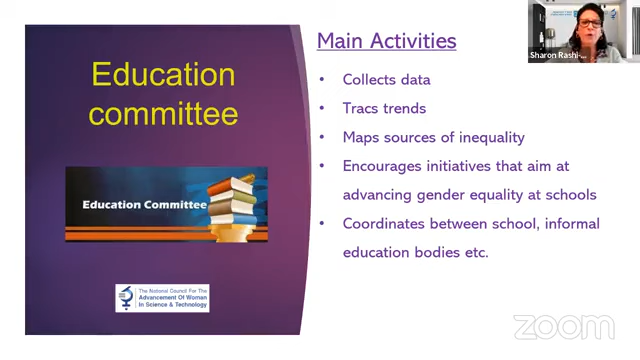 Education
committee
Education Committee
The National Council For The
Advancement Of Woman
In Science & Technology
Main Activities
• Collects data
• Tracs trends
• Maps sources of inequality
• Encourages initiatives that aim at
advancing gender equality at schools
• Coordinates between school, informal
education bodies etc.
Sharon Rashi-...
zoom